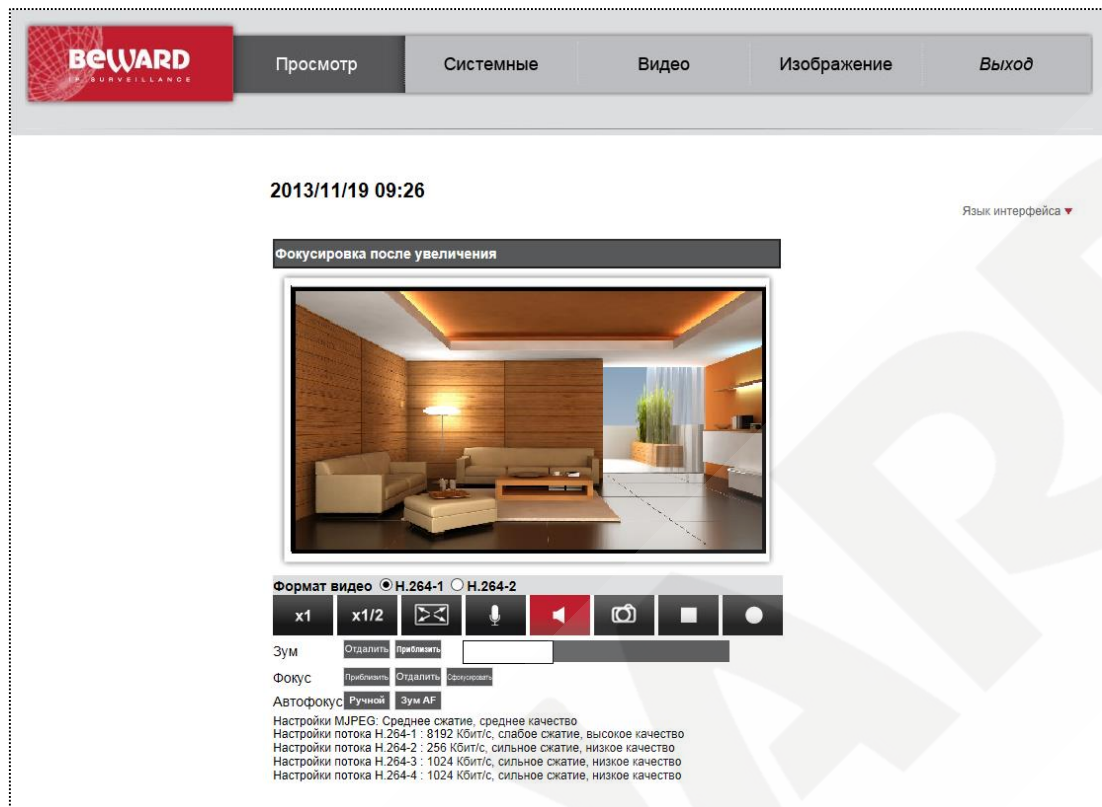 BEWARD
IP SURVEILLANCE
Просмотр Системные Видео Изображение Выход
2013/11/19 09:26
Язык интерфейса
Фокусировка после увеличения
Формат видео H.264-1 H.264-2
x1 x1/2
Зум Отдалить Приблизить
Фокус Приблизить Отдалить Сфокусировать
Автофокус Ручной Зум AF
Настройки MJPEG: Среднее сжатие, среднее качество
Настройки потока H.264-1 : 8192 Кбит/с, слабое сжатие, высокое качество
Настройки потока H.264-2 : 256 Кбит/с, сильное сжатие, низкое качество
Настройки потока H.264-3 : 1024 Кбит/с, сильное сжатие, низкое качество
Настройки потока H.264-4 : 1024 Кбит/с, сильное сжатие, низкое качество